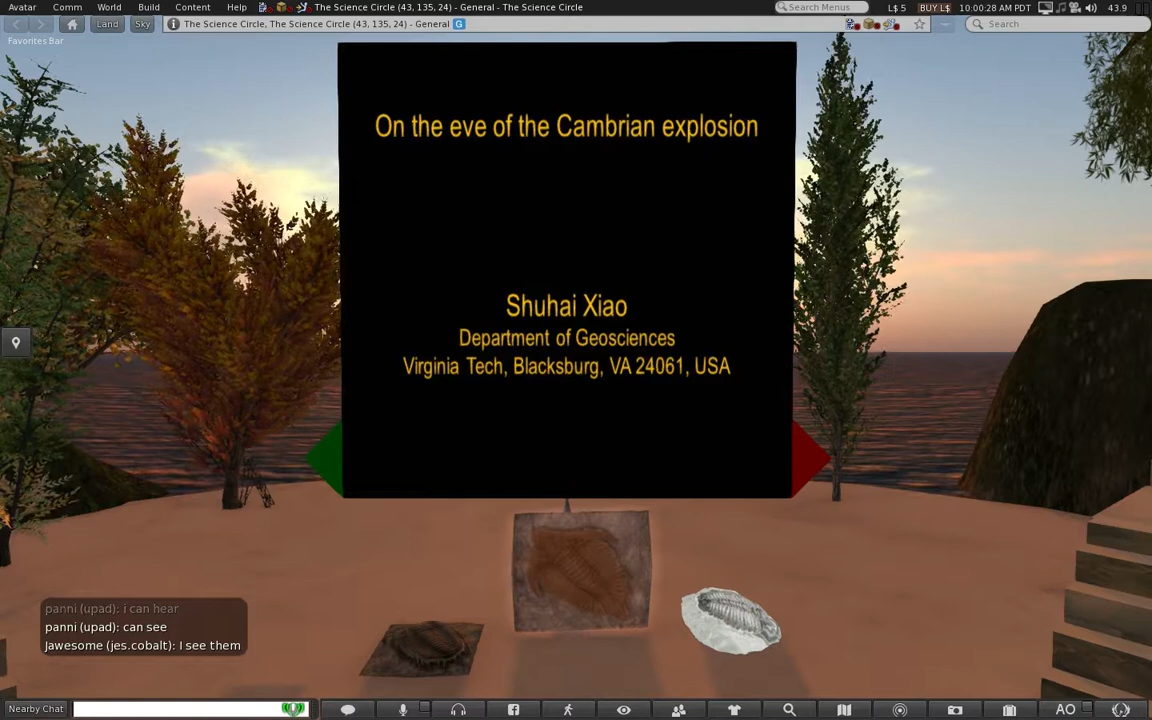 Avatar Comm World Build Content Help The Science Circle, The Science Circle (43, 135, 24) - General - The Science Circle Search Menus L$ 5 BUY L$ 10:00:28 AM PDT 43.9
Land Sky The Science Circle, The Science Circle (43, 135, 24) - General G Search
Favorites Bar
On the eve of the Cambrian explosion
Shuhai Xiao
Department of Geosciences
Virginia Tech, Blacksburg, VA 24061, USA
panni (upad): i can hear
panni (upad): can see
Jawesome (jes.cobalt): I see them
Nearby Chat AO